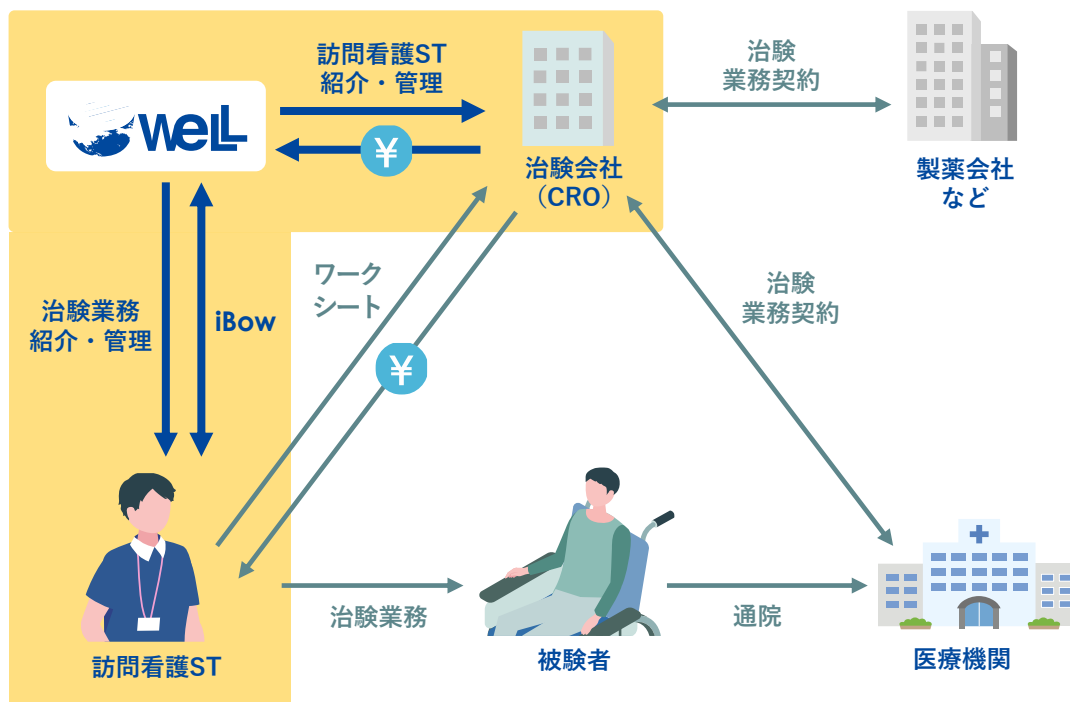 訪問看護ST
紹介・管理
治験
業務契約
weLL
¥
治験会社
（CRO）
製薬会社
など
ワーク
シート
治験
業務契約
治験業務
紹介・管理
iBow
¥
治験業務
通院
訪問看護ST
被験者
医療機関